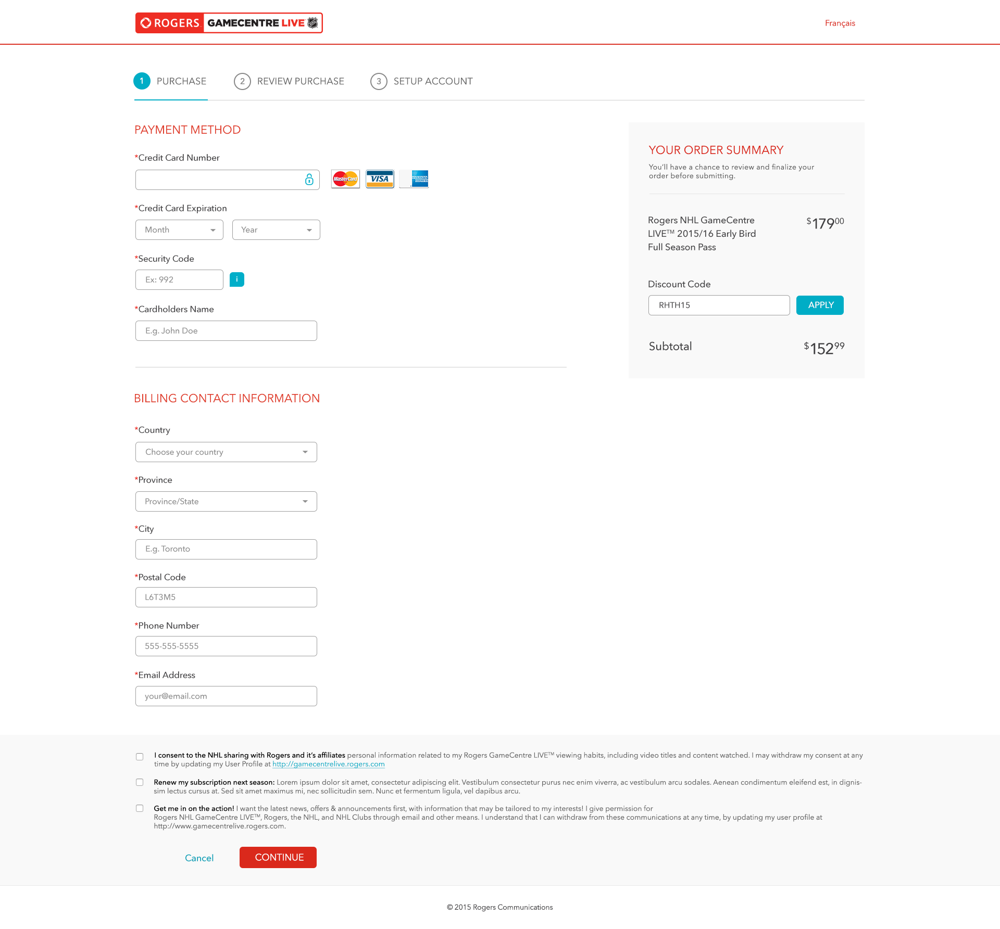 ROGERS™ GAMECENTRE LIVE™
Français
1 PURCHASE 2 REVIEW PURCHASE 3 SETUP ACCOUNT
PAYMENT METHOD
*Credit Card Number
MasterCard VISA AMERICAN EXPRESS
*Credit Card Expiration
Month Year
*Security Code
Ex: 992 i
*Cardholders Name
E.g. John Doe
YOUR ORDER SUMMARY
You’ll have a chance to review and finalize your
order before submitting.
Rogers NHL GameCentre $179⁰⁰
LIVE™ 2015/16 Early Bird
Full Season Pass
Discount Code
RHTH15 APPLY
Subtotal $152⁹⁹
BILLING CONTACT INFORMATION
*Country
Choose your country
*Province
Province/State
*City
E.g. Toronto
*Postal Code
L6T3M5
*Phone Number
555-555-5555
*Email Address
your@email.com
I consent to the NHL sharing with Rogers and it’s affiliates personal information related to my Rogers GameCentre LIVE™ viewing habits, including video titles and content watched. I may withdraw my consent at any
time by updating my User Profile at http://gamecentrelive.rogers.com
Renew my subscription next season: Lorem ipsum dolor sit amet, consectetur adipiscing elit. Vestibulum consectetur purus nec enim viverra, ac vestibulum arcu sodales. Aenean condimentum eleifend est, in dignis-
sim lectus cursus at. Sed sit amet maximus mi, nec sollicitudin sem. Nunc et fermentum ligula, vel dapibus arcu.
Get me in on the action! I want the latest news, offers & announcements first, with information that may be tailored to my interests! I give permission for
Rogers NHL GameCentre LIVE™, Rogers, the NHL, and NHL Clubs through email and other means. I understand that I can withdraw from these communications at any time, by updating my user profile at
http://www.gamecentrelive.rogers.com.
Cancel CONTINUE
© 2015 Rogers Communications